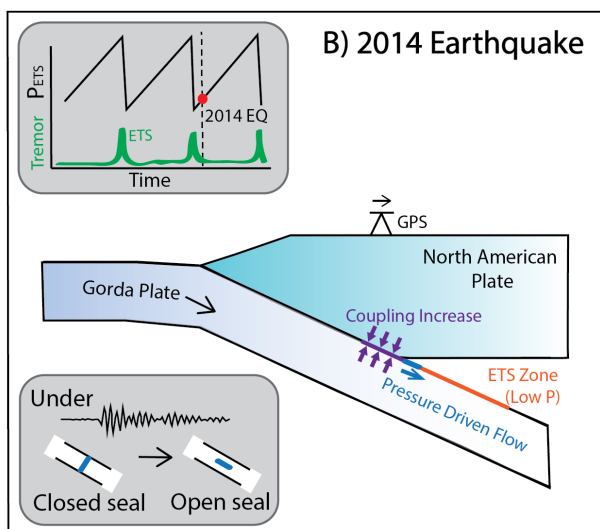 B) 2014 Earthquake
PETS
2014 EQ
ETS
Tremor
Time
GPS
North American
Plate
Gorda Plate
Coupling Increase
ETS Zone
(Low P)
Pressure Driven Flow
Under
Closed seal
Open seal